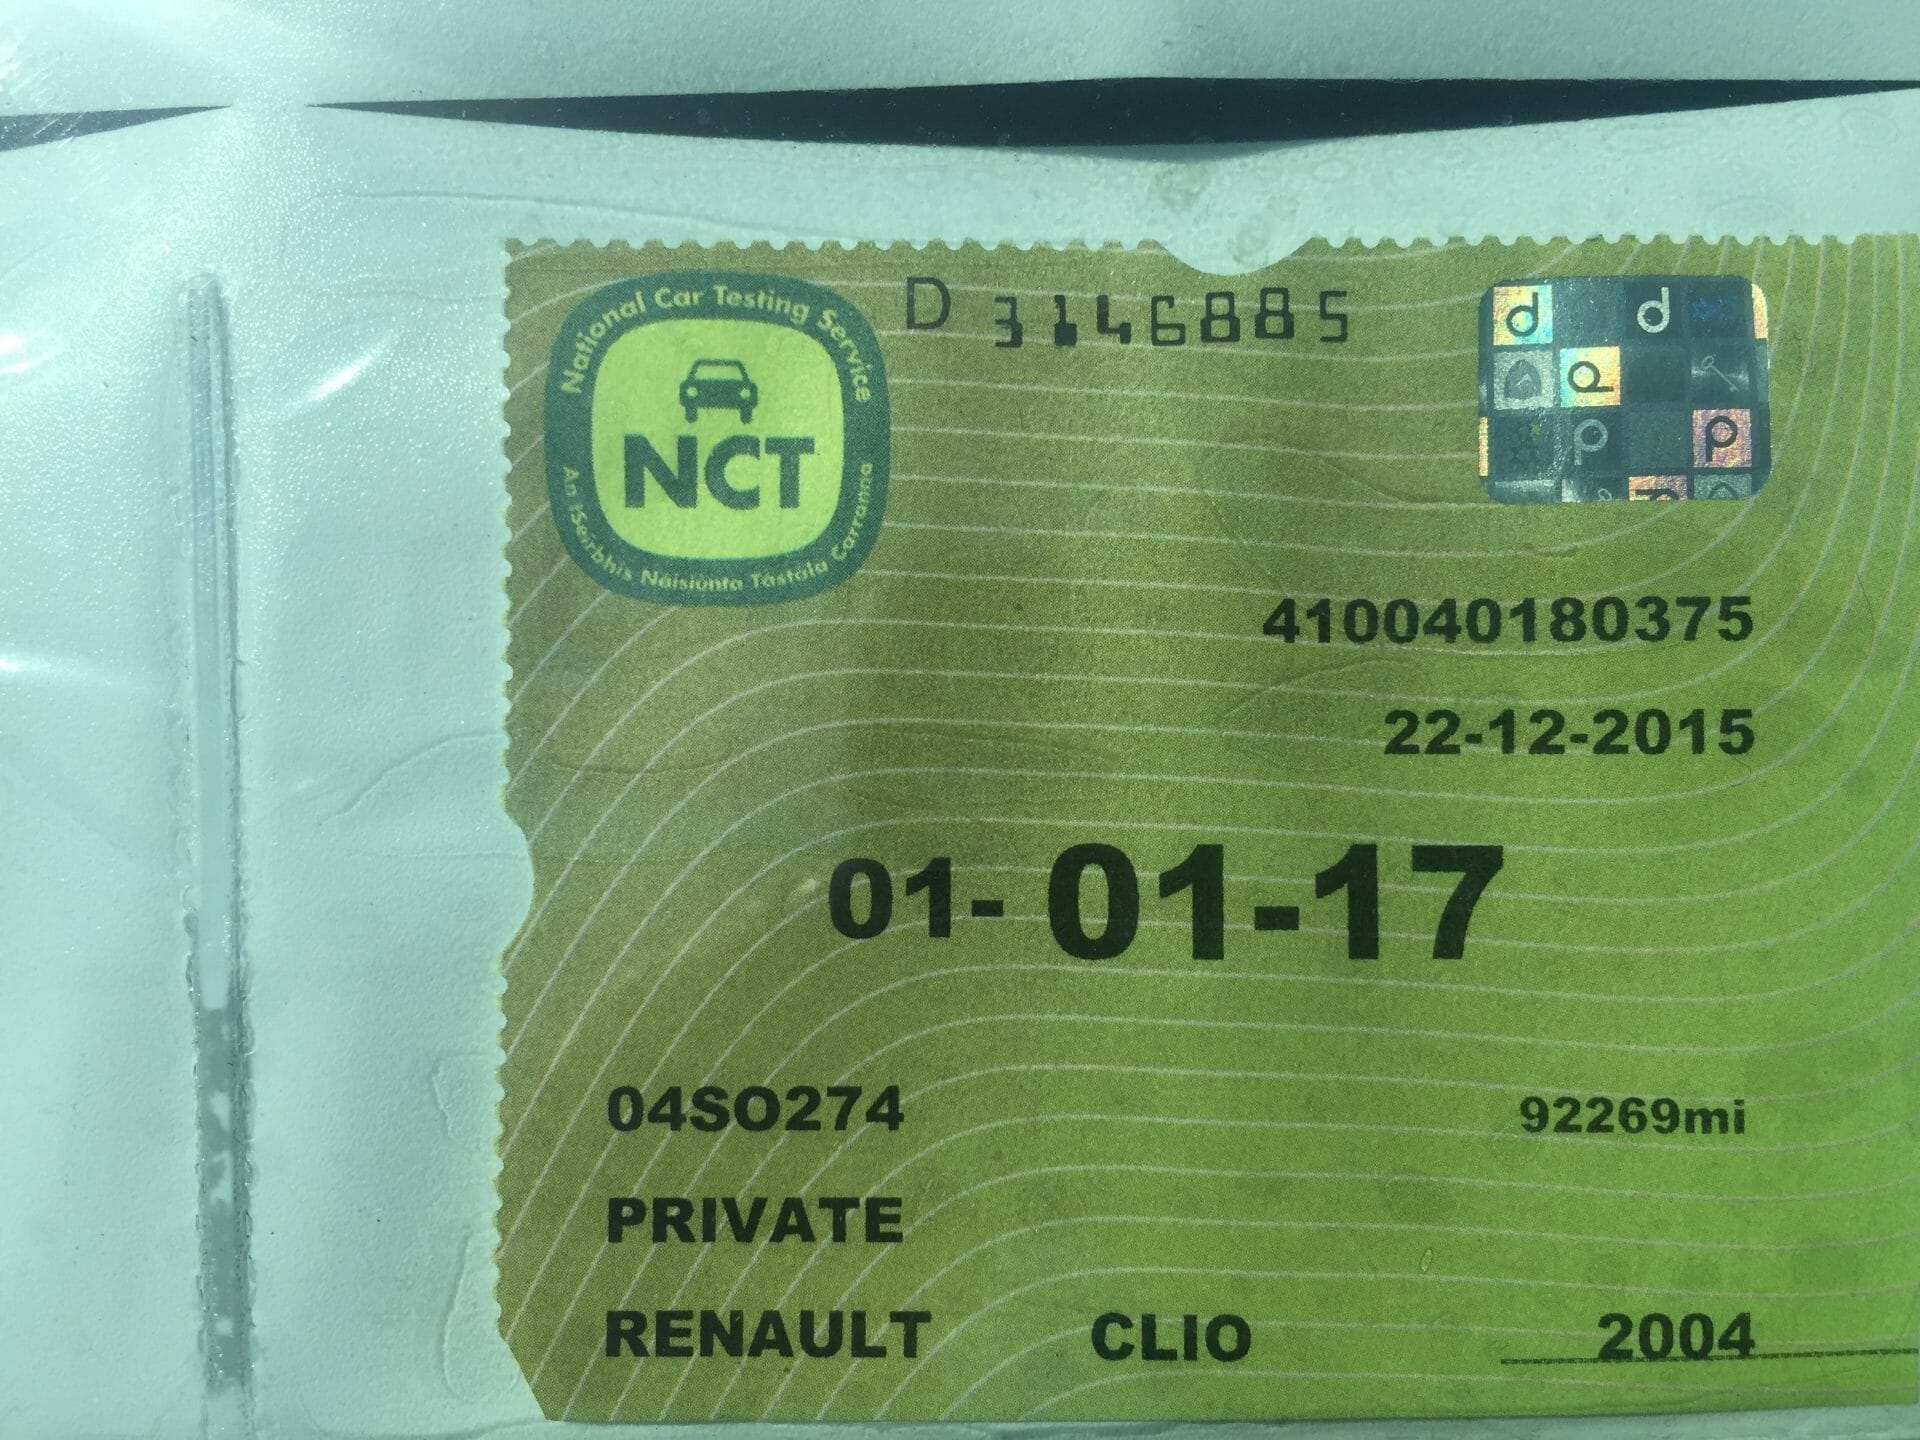 National Car Testing Service
NCT
An tSeirbhís Náisiúnta Tástála Carranna
D 3146885
d d
p
p p
410040180375
22-12-2015
01-01-17
04SO274 92269mi
PRIVATE
RENAULT CLIO 2004